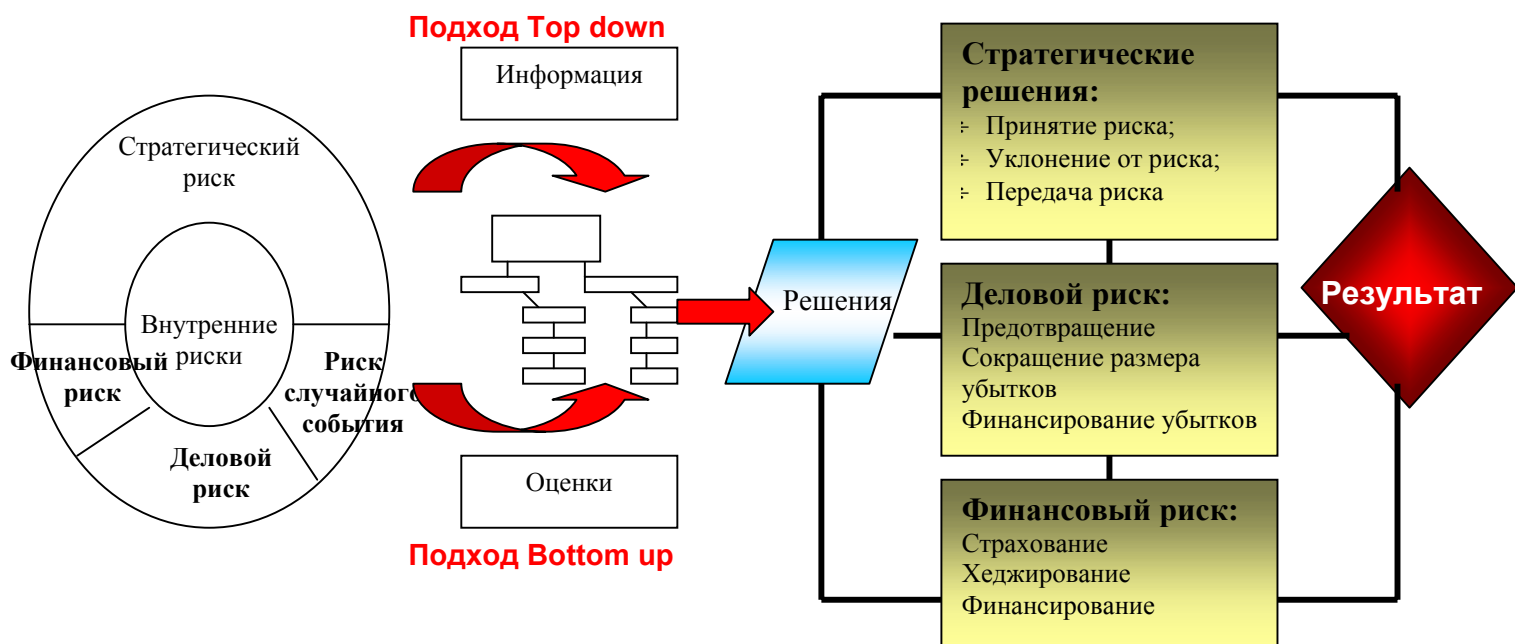 Подход Top down
Информация
Стратегический
риск
Внутренние
риски
Финансовый
риск
Риск
случайного
события
Деловой
риск
Оценки
Подход Bottom up
Решения
Стратегические
решения:
Принятие риска;
Уклонение от риска;
Передача риска
Деловой риск:
Предотвращение
Сокращение размера
убытков
Финансирование убытков
Финансовый риск:
Страхование
Хеджирование
Финансирование
Результат